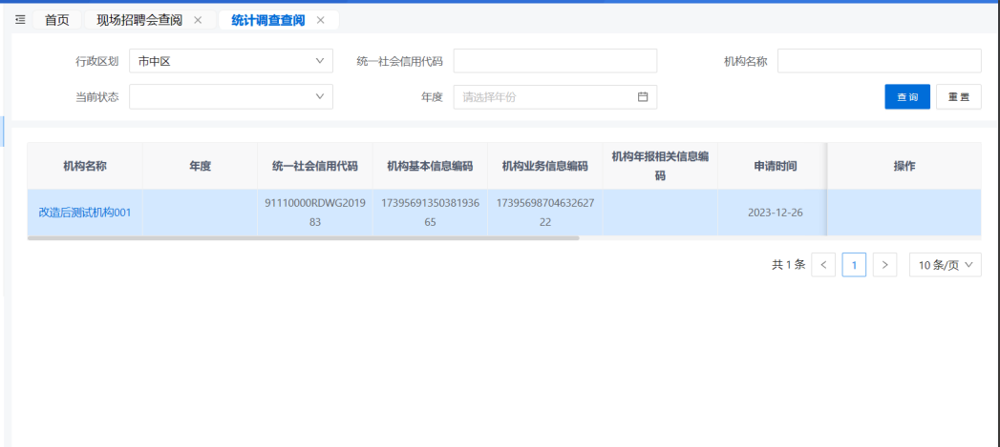 首页 现场招聘会查阅 统计调查查阅
行政区划 市中区 统一社会信用代码 机构名称
当前状态 年度 请选择年份 查询 重置
机构名称 年度 统一社会信用代码 机构基本信息编码 机构业务信息编码 机构年报相关信息编 申请时间 操作
码
改造后测试机构001 91110000RDWG2019 17395691350381936 17395698704632627 2023-12-26
83 65 22
共 1 条 1 10 条/页